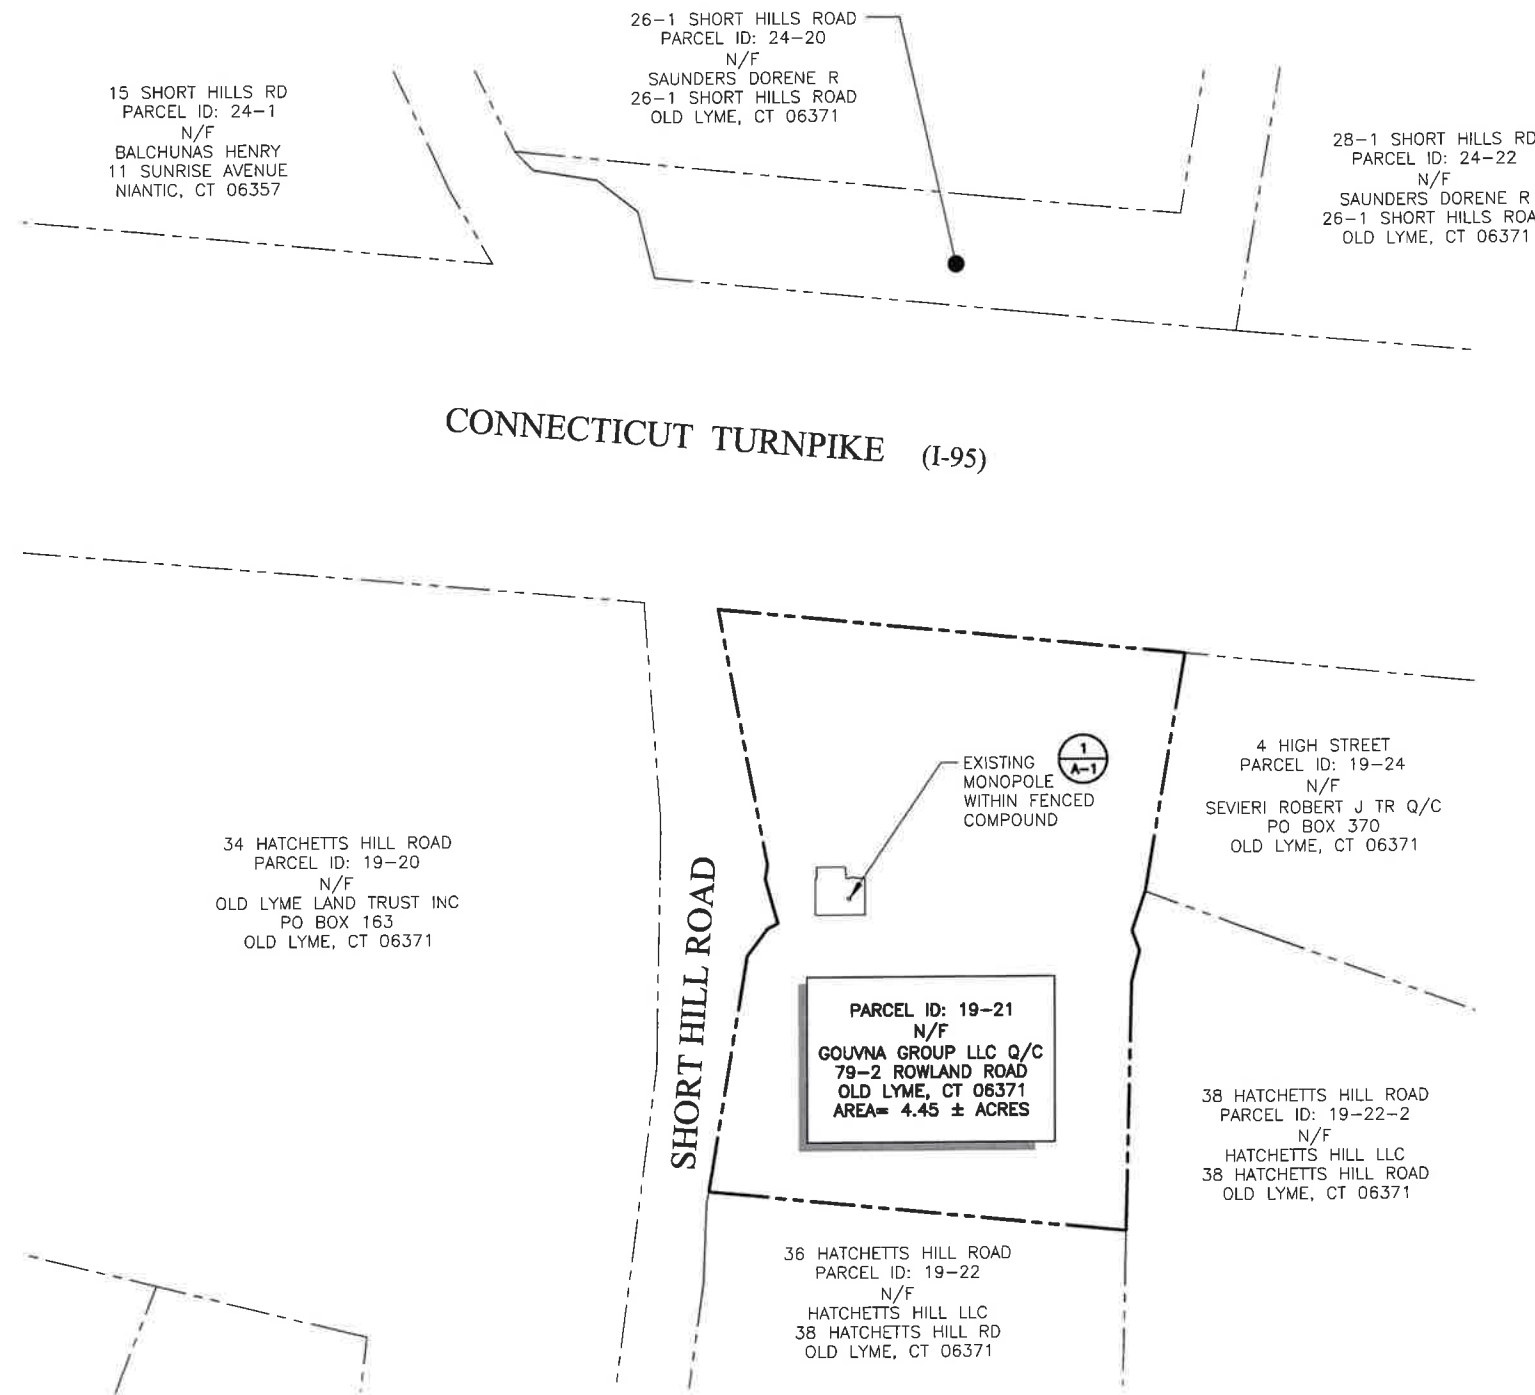 26-1 SHORT HILLS ROAD
PARCEL ID: 24-20
N/F
SAUNDERS DORENE R
26-1 SHORT HILLS ROAD
OLD LYME, CT 06371
15 SHORT HILLS RD
PARCEL ID: 24-1
N/F
BALCHUNAS HENRY
11 SUNRISE AVENUE
NIANTIC, CT 06357
28-1 SHORT HILLS RD
PARCEL ID: 24-22
N/F
SAUNDERS DORENE R
26-1 SHORT HILLS ROA
OLD LYME, CT 06371
CONNECTICUT TURNPIKE (I-95)
EXISTING
MONOPOLE
WITHIN FENCED
COMPOUND
1
A-1
4 HIGH STREET
PARCEL ID: 19-24
N/F
SEVIERI ROBERT J TR Q/C
PO BOX 370
OLD LYME, CT 06371
34 HATCHETTS HILL ROAD
PARCEL ID: 19-20
N/F
OLD LYME LAND TRUST INC
PO BOX 163
OLD LYME, CT 06371
SHORT HILL ROAD
PARCEL ID: 19-21
N/F
GOUVNA GROUP LLC Q/C
79-2 ROWLAND ROAD
OLD LYME, CT 06371
AREA= 4.45 ± ACRES
38 HATCHETTS HILL ROAD
PARCEL ID: 19-22-2
N/F
HATCHETTS HILL LLC
38 HATCHETTS HILL ROAD
OLD LYME, CT 06371
36 HATCHETTS HILL ROAD
PARCEL ID: 19-22
N/F
HATCHETTS HILL LLC
38 HATCHETTS HILL RD
OLD LYME, CT 06371